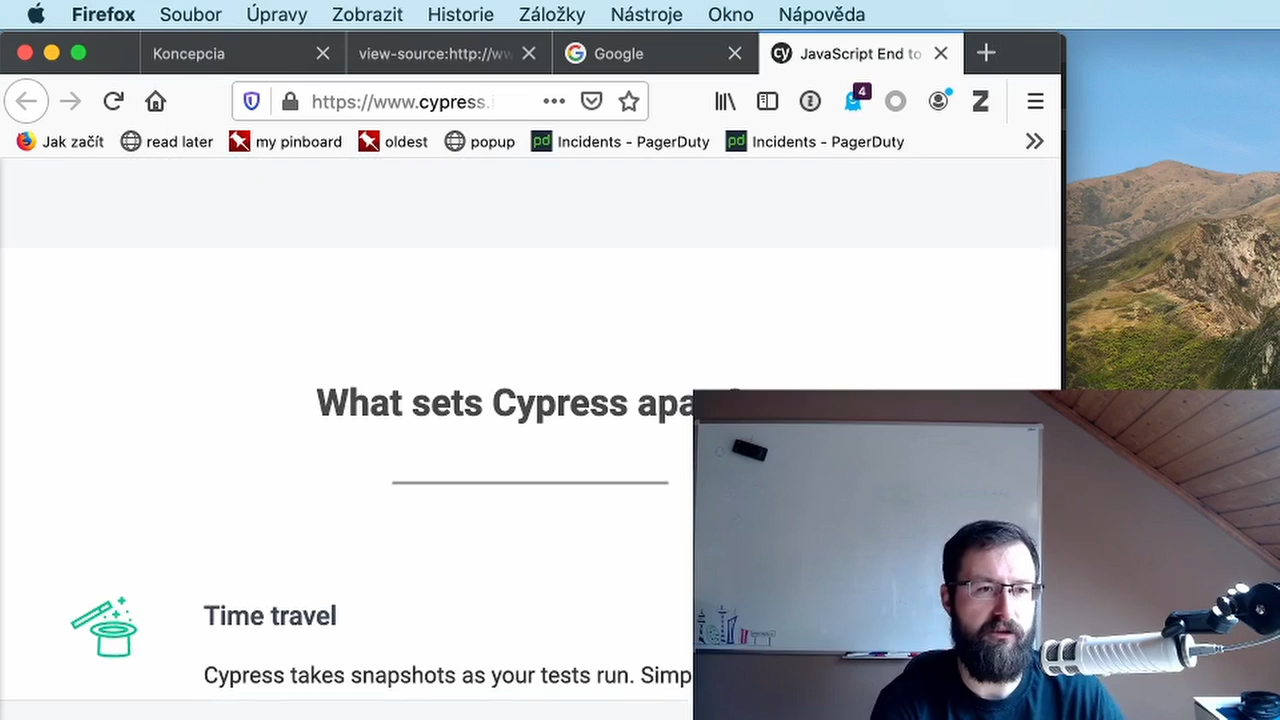 Firefox Soubor Úpravy Zobrazit Historie Záložky Nástroje Okno Nápověda
Koncepcia view-source:http://ww Google JavaScript End to
https://www.cypress.i 4
Jak začít read later my pinboard oldest popup Incidents - PagerDuty Incidents - PagerDuty
What sets Cypress apa
Time travel
Cypress takes snapshots as your tests run. Simp